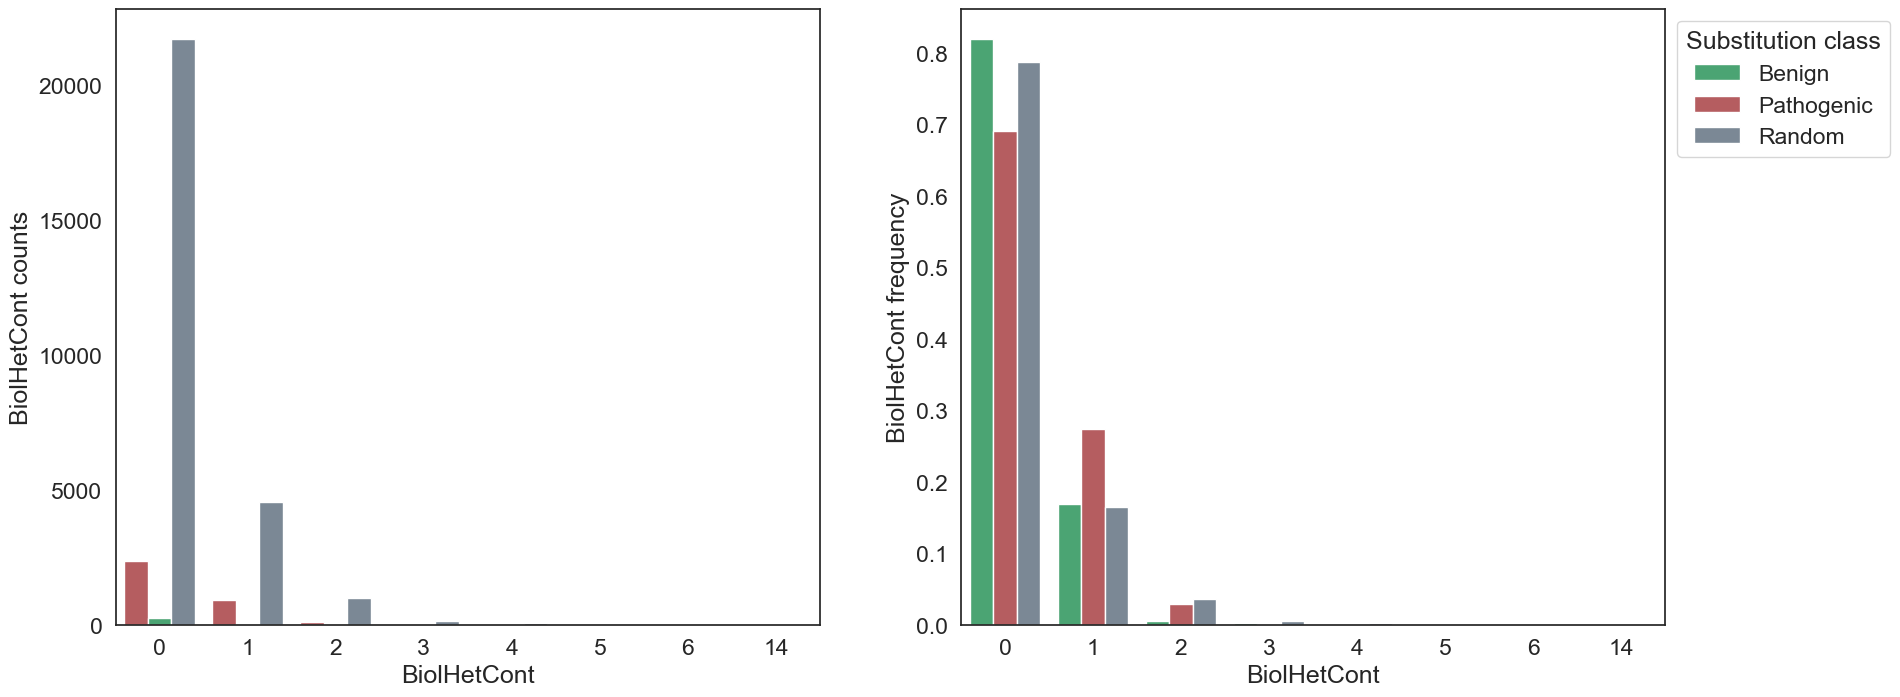 BiolHetCont counts
20000
15000
10000
5000
0
0 1 2 3 4 5 6 14
BiolHetCont
BiolHetCont frequency
0.8
0.7
0.6
0.5
0.4
0.3
0.2
0.1
0.0
0 1 2 3 4 5 6 14
BiolHetCont
Substitution class
Benign
Pathogenic
Random